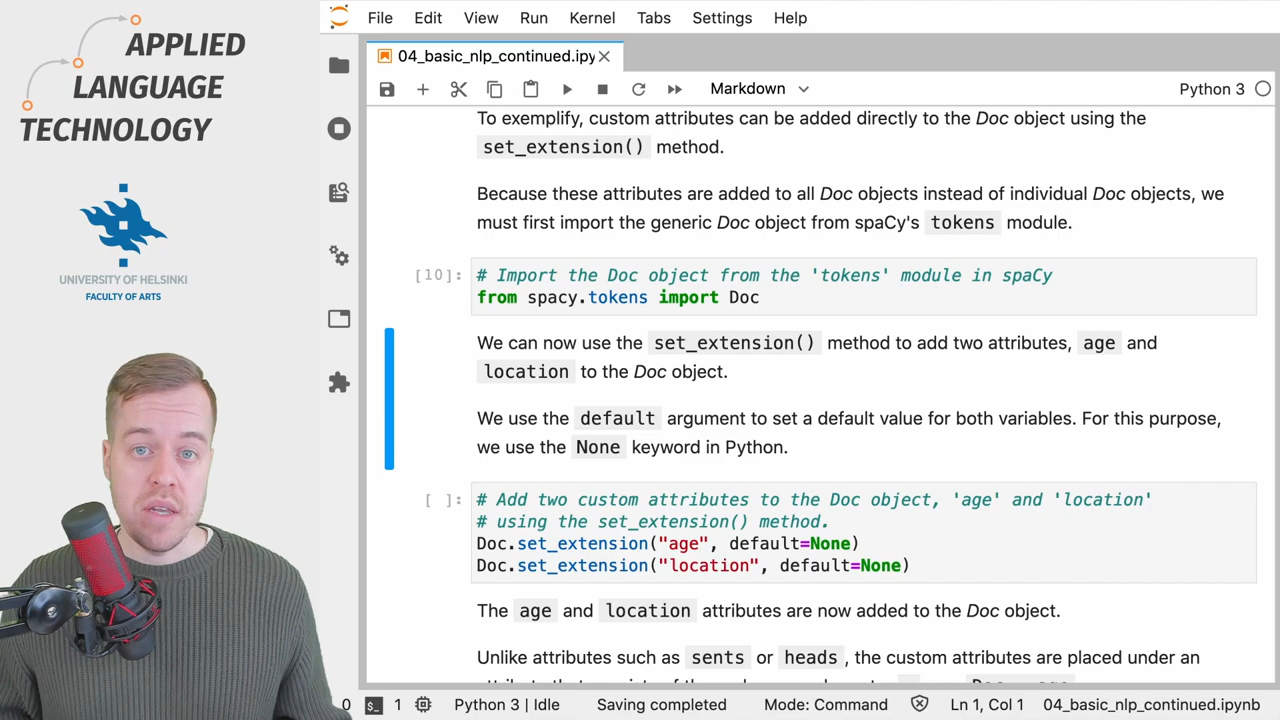 APPLIED
LANGUAGE
TECHNOLOGY
UNIVERSITY OF HELSINKI
FACULTY OF ARTS
File Edit View Run Kernel Tabs Settings Help
04_basic_nlp_continued.ipy
Markdown
Python 3
To exemplify, custom attributes can be added directly to the Doc object using the
set_extension() method.
Because these attributes are added to all Doc objects instead of individual Doc objects, we
must first import the generic Doc object from spaCy's tokens module.
[10]: # Import the Doc object from the 'tokens' module in spaCy
from spacy.tokens import Doc
We can now use the set_extension() method to add two attributes, age and
location to the Doc object.
We use the default argument to set a default value for both variables. For this purpose,
we use the None keyword in Python.
[ ]: # Add two custom attributes to the Doc object, 'age' and 'location'
# using the set_extension() method.
Doc.set_extension("age", default=None)
Doc.set_extension("location", default=None)
The age and location attributes are now added to the Doc object.
Unlike attributes such as sents or heads, the custom attributes are placed under an
0 $_ 1 Python 3 | Idle Saving completed Mode: Command Ln 1, Col 1 04_basic_nlp_continued.ipynb